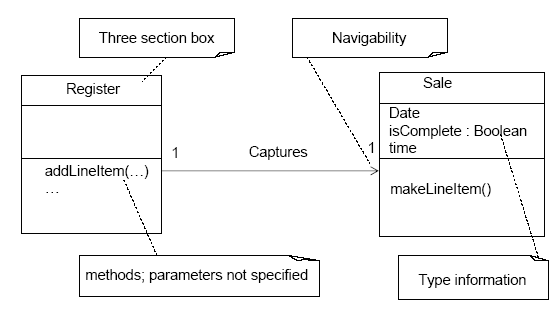 Three section box
Navigability
Register
Sale
Date
isComplete : Boolean
time
1
Captures
1
addLineItem(...)
...
makeLineItem()
methods; parameters not specified
Type information